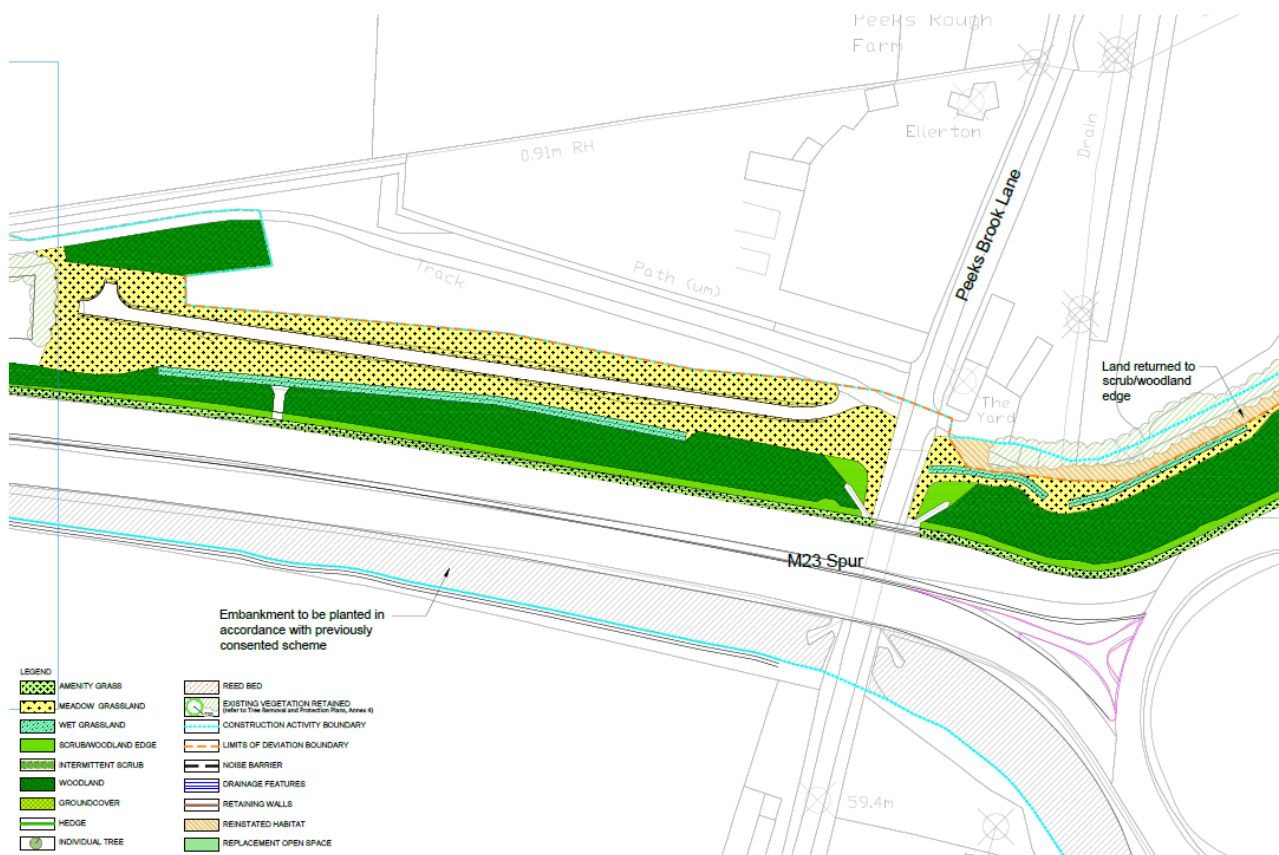 Peeks Rough
Farm
Ellerton
0.91m RH
Drain
Peeks Brook Lane
Track
Path (um)
Land returned to
scrub/woodland
edge
The
Yard
M23 Spur
Embankment to be planted in
accordance with previously
consented scheme
59.4m
LEGEND
AMENITY GRASS
MEADOW GRASSLAND
WET GRASSLAND
SCRUB/WOODLAND EDGE
INTERMITTENT SCRUB
WOODLAND
GROUNDCOVER
HEDGE
INDIVIDUAL TREE
REED BED
EXISTING VEGETATION RETAINED
(refer to Tree Removal and Protection Plans, Annex 4)
CONSTRUCTION ACTIVITY BOUNDARY
LIMITS OF DEVIATION BOUNDARY
NOISE BARRIER
DRAINAGE FEATURES
RETAINING WALLS
REINSTATED HABITAT
REPLACEMENT OPEN SPACE